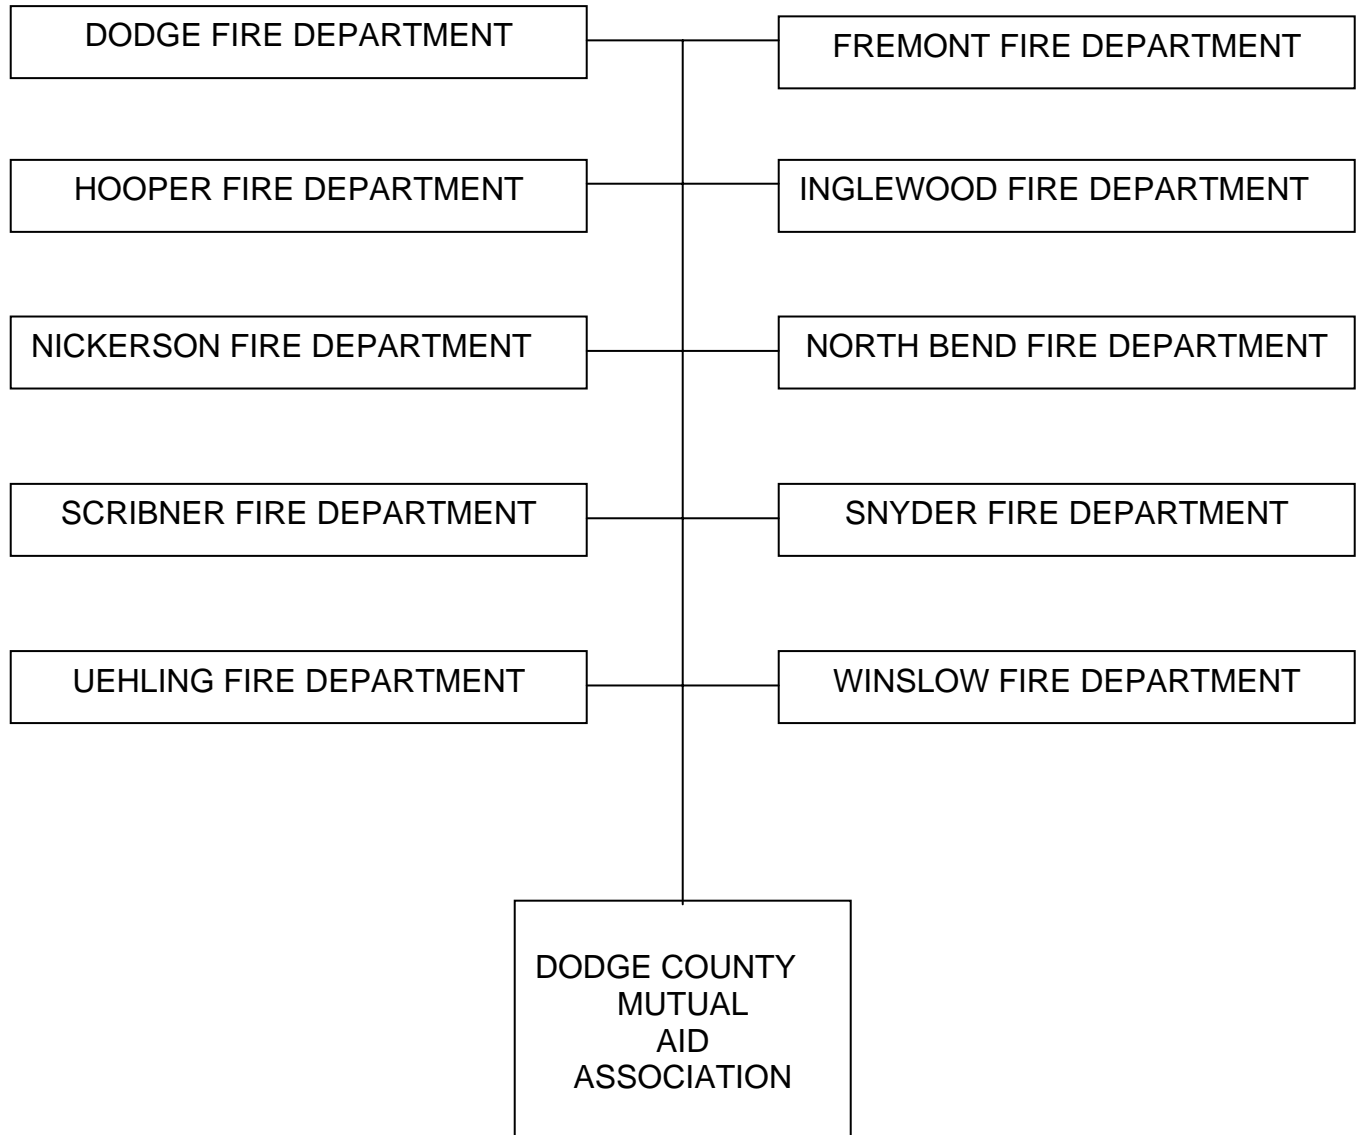 DODGE FIRE DEPARTMENT
FREMONT FIRE DEPARTMENT
HOOPER FIRE DEPARTMENT
INGLEWOOD FIRE DEPARTMENT
NICKERSON FIRE DEPARTMENT
NORTH BEND FIRE DEPARTMENT
SCRIBNER FIRE DEPARTMENT
SNYDER FIRE DEPARTMENT
UEHLING FIRE DEPARTMENT
WINSLOW FIRE DEPARTMENT
DODGE COUNTY
MUTUAL
AID
ASSOCIATION